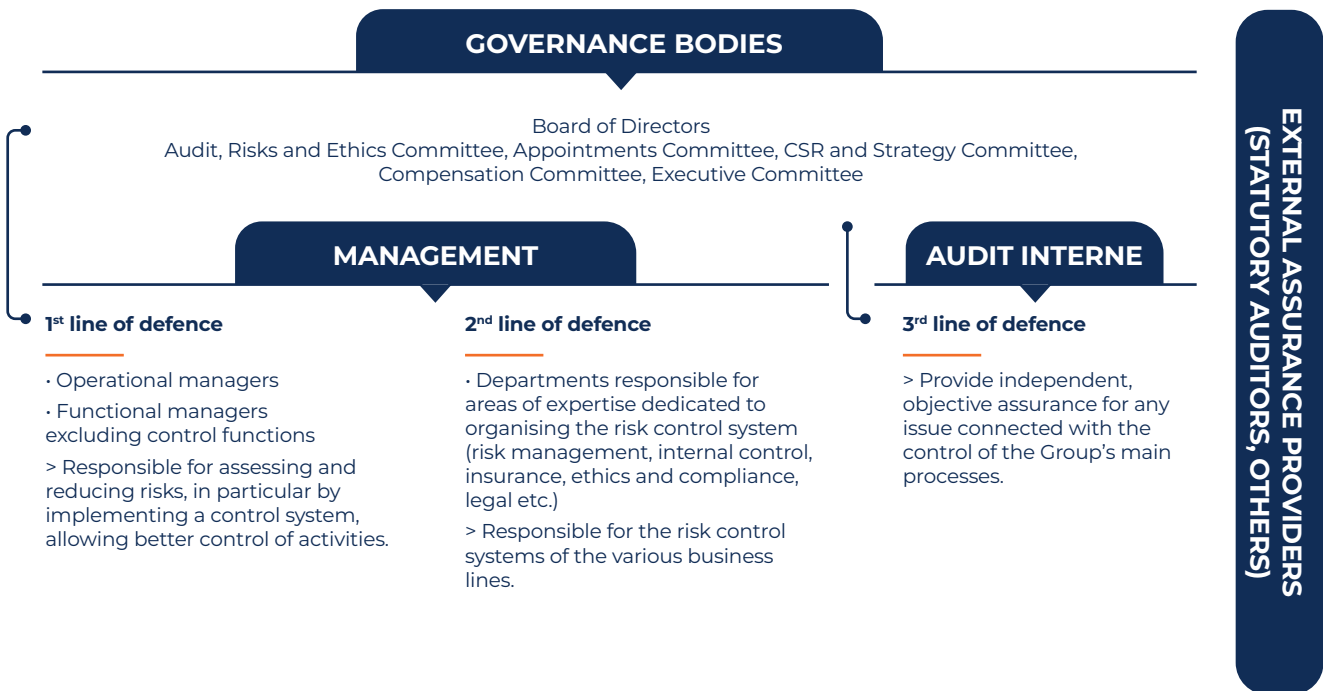 GOVERNANCE BODIES
Board of Directors
Audit, Risks and Ethics Committee, Appointments Committee, CSR and Strategy Committee,
Compensation Committee, Executive Committee
MANAGEMENT
1st line of defence
· Operational managers
· Functional managers
excluding control functions
> Responsible for assessing and
reducing risks, in particular by
implementing a control system,
allowing better control of activities.
2nd line of defence
· Departments responsible for
areas of expertise dedicated to
organising the risk control system
(risk management, internal control,
insurance, ethics and compliance,
legal etc.)
> Responsible for the risk control
systems of the various business
lines.
AUDIT INTERNE
3rd line of defence
> Provide independent,
objective assurance for any
issue connected with the
control of the Group’s main
processes.
EXTERNAL ASSURANCE PROVIDERS
(STATUTORY AUDITORS, OTHERS)